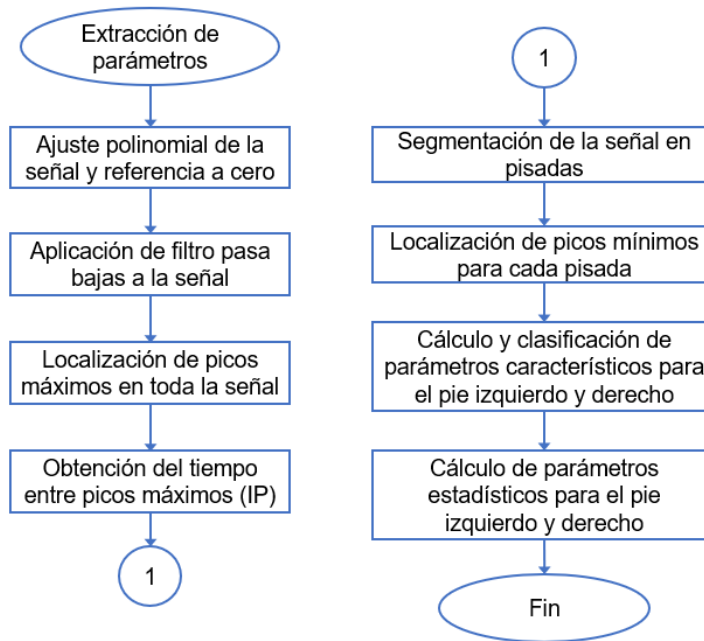 Extracción de
parámetros
Ajuste polinomial de la
señal y referencia a cero
Aplicación de filtro pasa
bajas a la señal
Localización de picos
máximos en toda la señal
Obtención del tiempo
entre picos máximos (IP)
1
1
Segmentación de la señal en
pisadas
Localización de picos mínimos
para cada pisada
Cálculo y clasificación de
parámetros característicos para
el pie izquierdo y derecho
Cálculo de parámetros
estadísticos para el pie
izquierdo y derecho
Fin